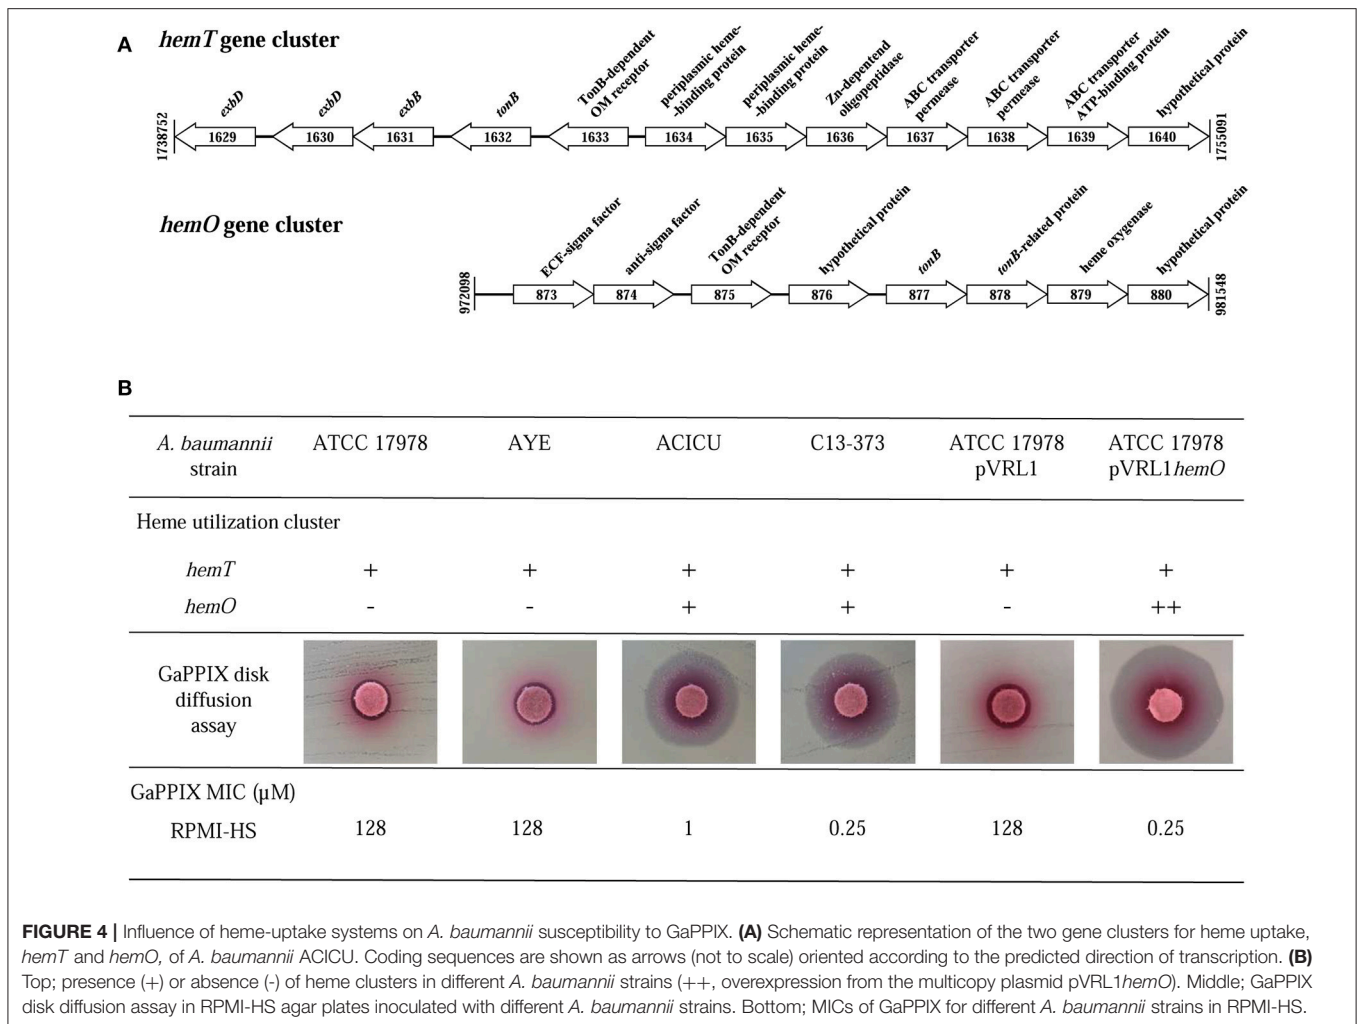 A
hemT gene cluster
exbD
exbD
exbB
tonB
TonB-dependent
OM receptor
periplasmic heme-
-binding protein
periplasmic heme-
-binding protein
Zn-depentend
oligopeptidase
ABC transporter
permease
ABC transporter
permease
ABC transporter
ATP-binding protein
hypothetical protein
1738752
1629
1630
1631
1632
1633
1634
1635
1636
1637
1638
1639
1640
1755091
hemO gene cluster
ECF-sigma factor
anti-sigma factor
TonB-dependent
OM receptor
hypothetical protein
tonB
tonB-related protein
heme oxygenase
hypothetical protein
972098
873
874
875
876
877
878
879
880
981548
B
A. baumannii
strain
ATCC 17978
AYE
ACICU
C13-373
ATCC 17978
pVRL1
ATCC 17978
pVRL1hemO
Heme utilization cluster
hemT + + + + + +
hemO - - + + - ++
GaPPIX disk
diffusion
assay
GaPPIX MIC (µM)
RPMI-HS 128 128 1 0.25 128 0.25
FIGURE 4 | Influence of heme-uptake systems on A. baumannii susceptibility to GaPPIX. (A) Schematic representation of the two gene clusters for heme uptake,
hemT and hemO, of A. baumannii ACICU. Coding sequences are shown as arrows (not to scale) oriented according to the predicted direction of transcription. (B)
Top; presence (+) or absence (-) of heme clusters in different A. baumannii strains (++, overexpression from the multicopy plasmid pVRL1hemO). Middle; GaPPIX
disk diffusion assay in RPMI-HS agar plates inoculated with different A. baumannii strains. Bottom; MICs of GaPPIX for different A. baumannii strains in RPMI-HS.